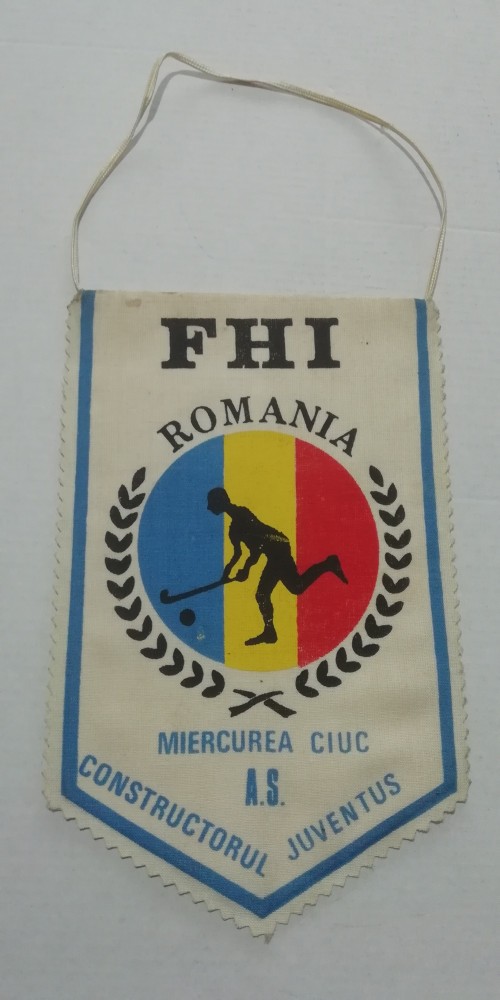 FHI
ROMANIA
MIERCUREA CIUC
A.S.
CONSTRUCTORUL JUVENTUS